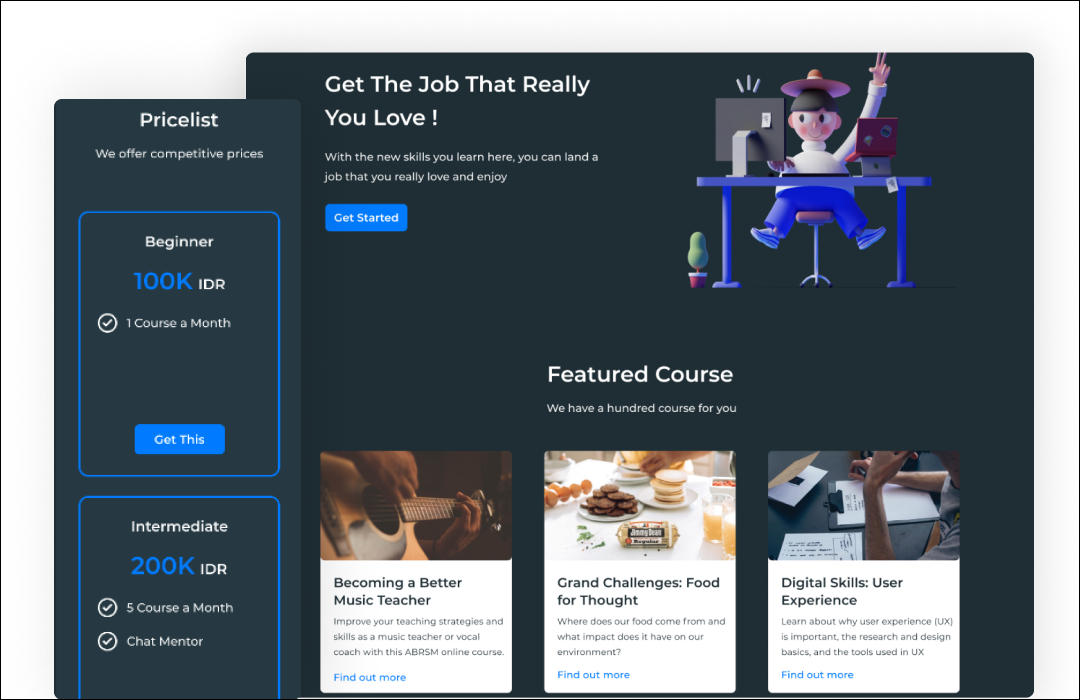 Pricelist
We offer competitive prices
Beginner
100K IDR
1 Course a Month
Get This
Intermediate
200K IDR
5 Course a Month
Chat Mentor
Get The Job That Really
You Love !
With the new skills you learn here, you can land a
job that you really love and enjoy
Get Started
Featured Course
We have a hundred course for you
Jimmy Dean
Regular
Becoming a Better
Music Teacher
Improve your teaching strategies and
skills as a music teacher or vocal
coach with this ABRSM online course.
Find out more
Grand Challenges: Food
for Thought
Where does our food come from and
what impact does it have on our
environment?
Find out more
Digital Skills: User
Experience
Learn about why user experience (UX)
is important, the research and design
basics, and the tools used in UX
Find out more